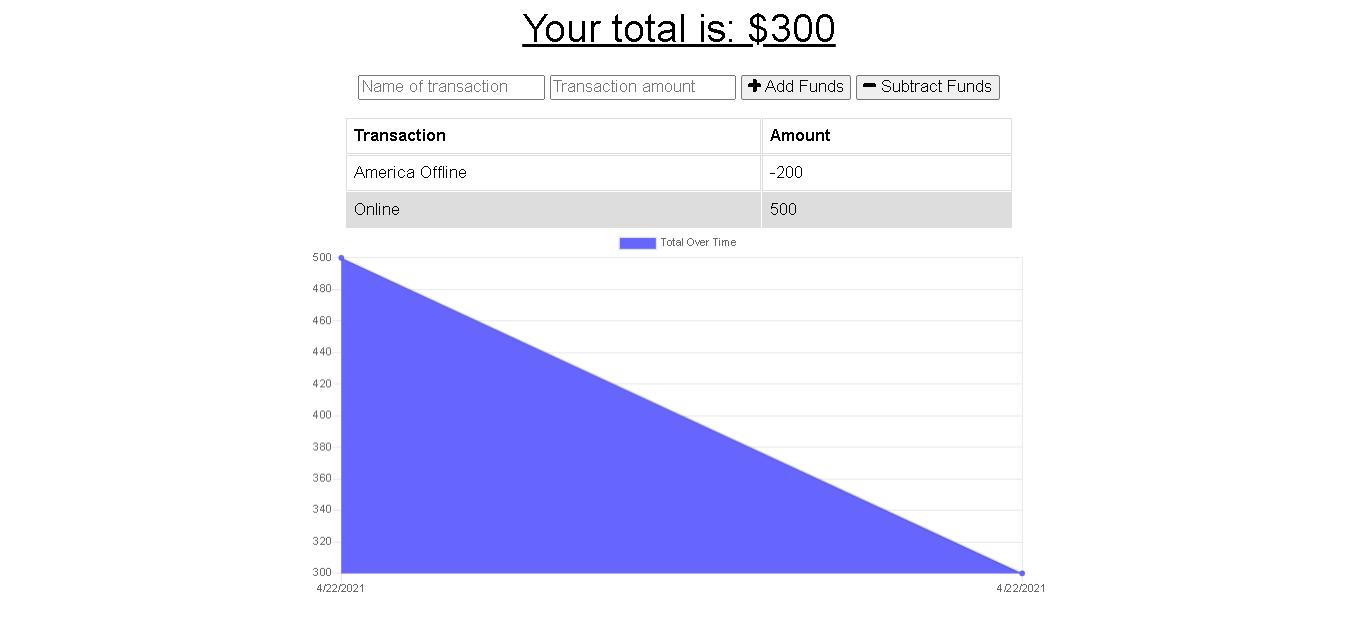 Your total is: $300
Name of transaction Transaction amount Add Funds Subtract Funds
Transaction Amount
America Offline -200
Online 500
Total Over Time
500
480
460
440
420
400
380
360
340
320
300
4/22/2021 4/22/2021